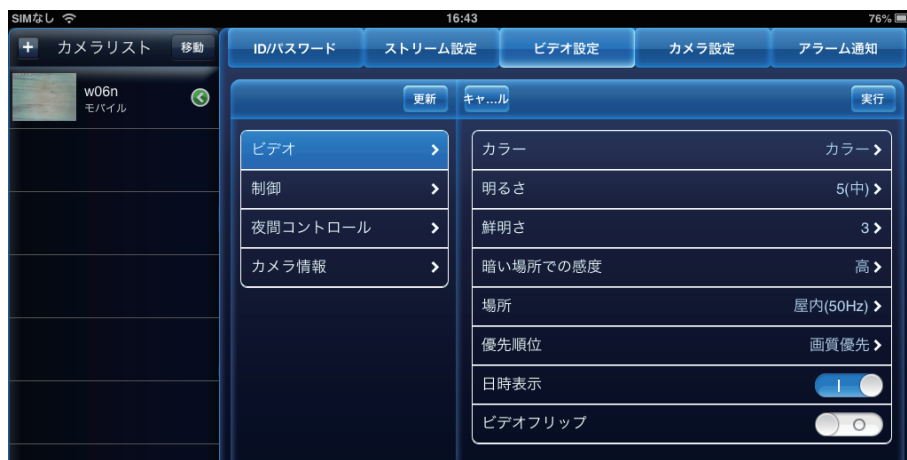 SIMなし 16:43 76%
カメラリスト 移動
ID/パスワード ストリーム設定 ビデオ設定 カメラ設定 アラーム通知
w06n
モバイル
更新 キャ...ル 実行
ビデオ
制御
夜間コントロール
カメラ情報
カラー カラー
明るさ 5(中)
鮮明さ 3
暗い場所での感度 高
場所 屋内(50Hz)
優先順位 画質優先
日時表示
ビデオフリップ